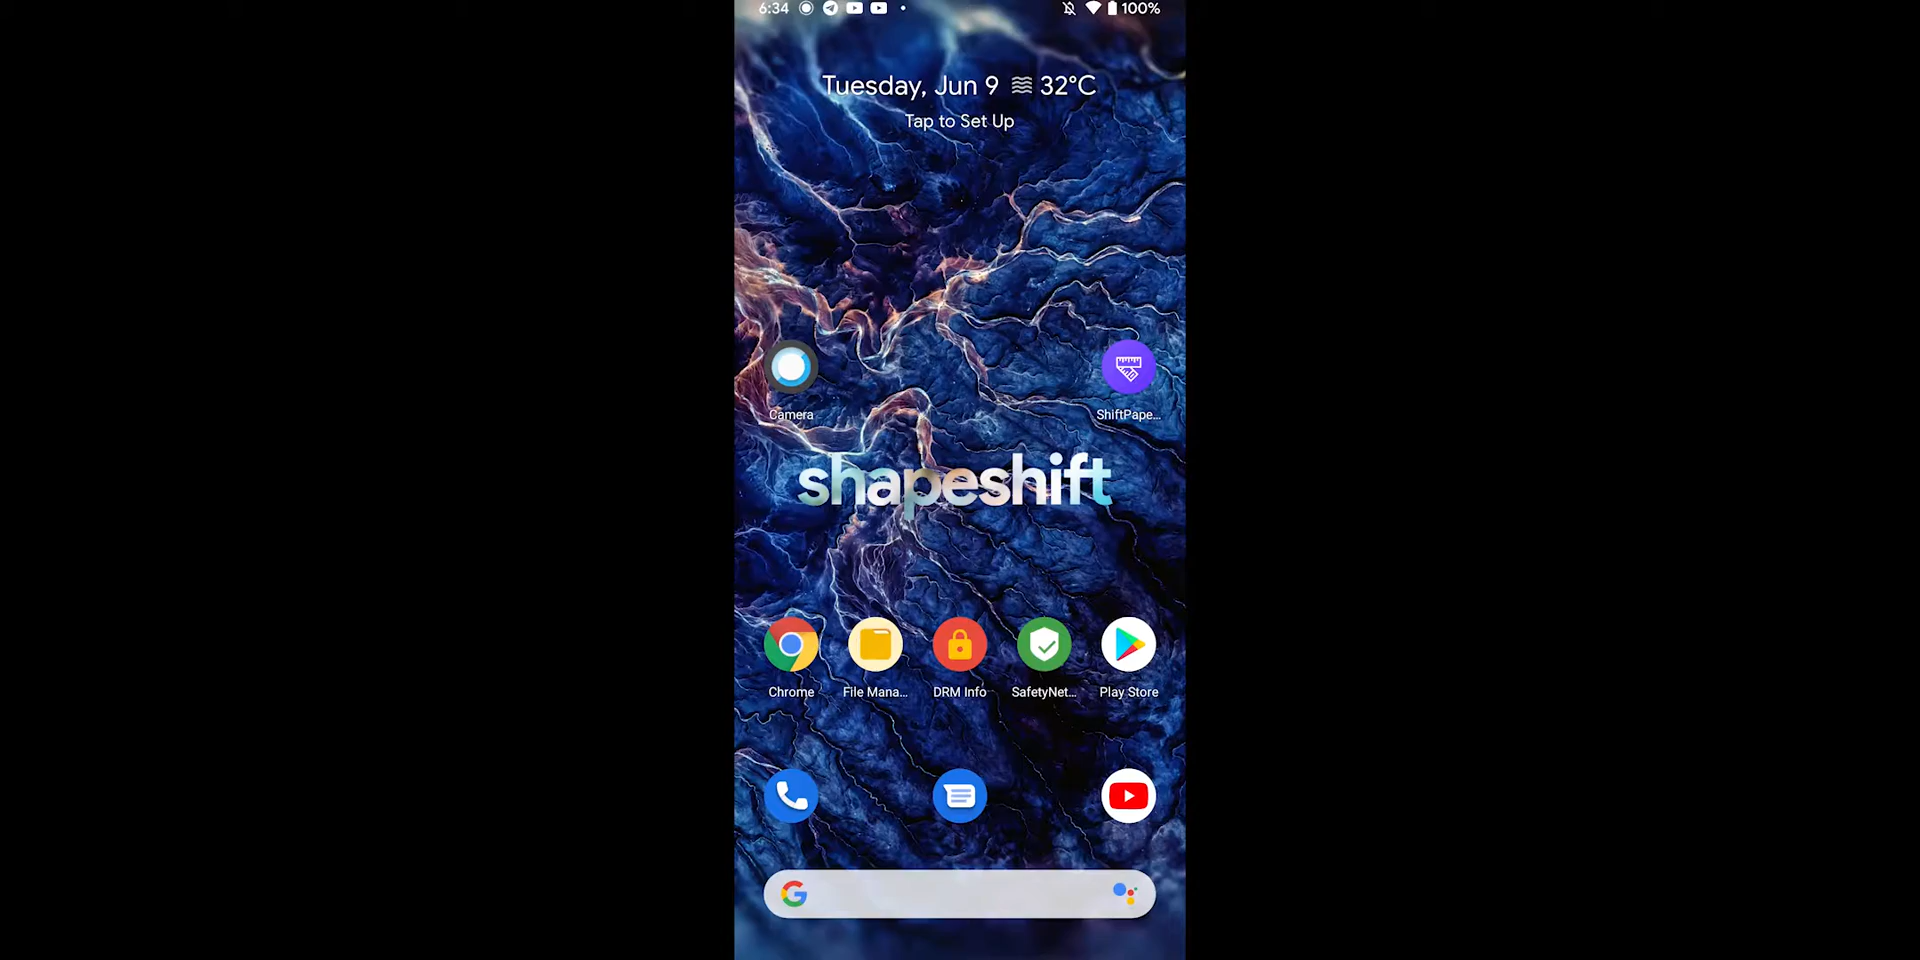 6:34 100%
Tuesday, Jun 9 32°C
Tap to Set Up
Camera ShiftPape...
shapeshift
Chrome File Mana... DRM Info SafetyNet... Play Store